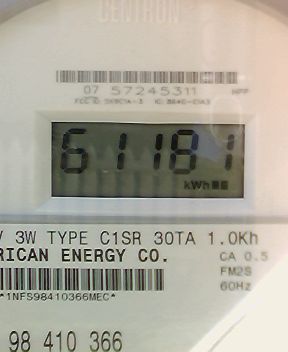 CENTRON
07 57245311
61181
kWh
V 3W TYPE C1SR 30TA 1.0Kh
RICAN ENERGY CO. CA 0.5
FM2S
60Hz
*1NFS98410366MEC*
98 410 366